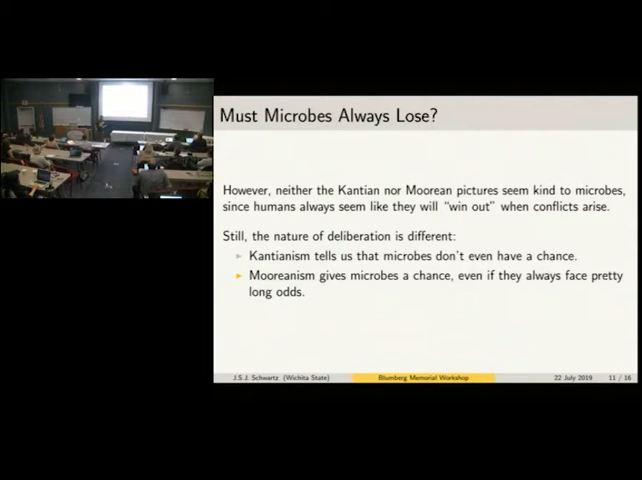 Must Microbes Always Lose?
However, neither the Kantian nor Moorean pictures seem kind to microbes,
since humans always seem like they will “win out” when conflicts arise.
Still, the nature of deliberation is different:
Kantianism tells us that microbes don't even have a chance.
Mooreanism gives microbes a chance, even if they always face pretty
long odds.
J.S.J. Schwartz (Wichita State)
Blumberg Memorial Workshop
22 July 2019
11 / 16